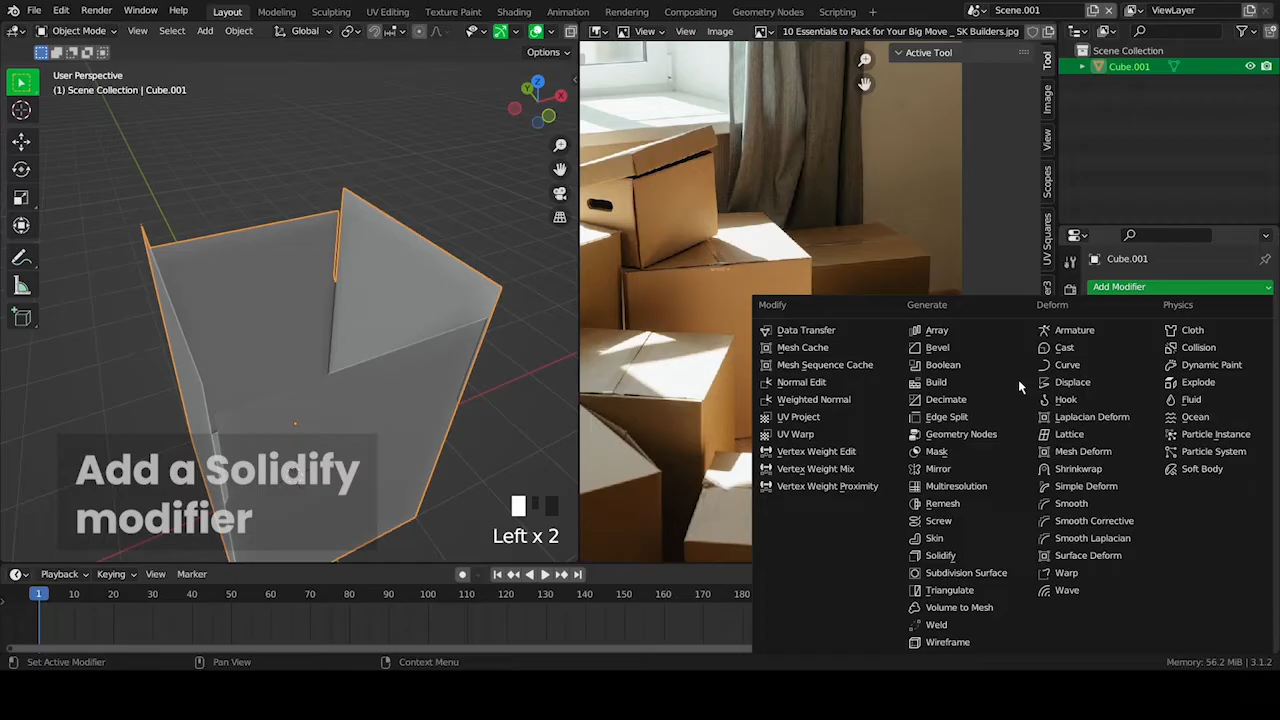 File Edit Render Window Help
Layout Modeling Sculpting UV Editing Texture Paint Shading Animation Rendering Compositing Geometry Nodes Scripting +
Scene.001
ViewLayer
Object Mode View Select Add Object
Global
View View Image
10 Essentials to Pack for Your Big Move _ SK Builders.jpg
Options
Active Tool
Scene Collection
Cube.001
User Perspective
(1) Scene Collection | Cube.001
Z
Y
X
Tool
Image
View
Scopes
UV Squares
Cube.001
Add Modifier
Modify
Data Transfer
Mesh Cache
Mesh Sequence Cache
Normal Edit
Weighted Normal
UV Project
UV Warp
Vertex Weight Edit
Vertex Weight Mix
Vertex Weight Proximity
Generate
Array
Bevel
Boolean
Build
Decimate
Edge Split
Geometry Nodes
Mask
Mirror
Multiresolution
Remesh
Screw
Skin
Solidify
Subdivision Surface
Triangulate
Volume to Mesh
Weld
Wireframe
Deform
Armature
Cast
Curve
Displace
Hook
Laplacian Deform
Lattice
Mesh Deform
Shrinkwrap
Simple Deform
Smooth
Smooth Corrective
Smooth Laplacian
Surface Deform
Warp
Wave
Physics
Cloth
Collision
Dynamic Paint
Explode
Fluid
Ocean
Particle Instance
Particle System
Soft Body
Add a Solidify
modifier
Left x 2
Playback Keying View Marker
1 10 20 30 40 50 60 70 80 90 100 110 120 130 140 150 160 170 180
Set Active Modifier
Pan View
Context Menu
Memory: 56.2 MiB | 3.1.2